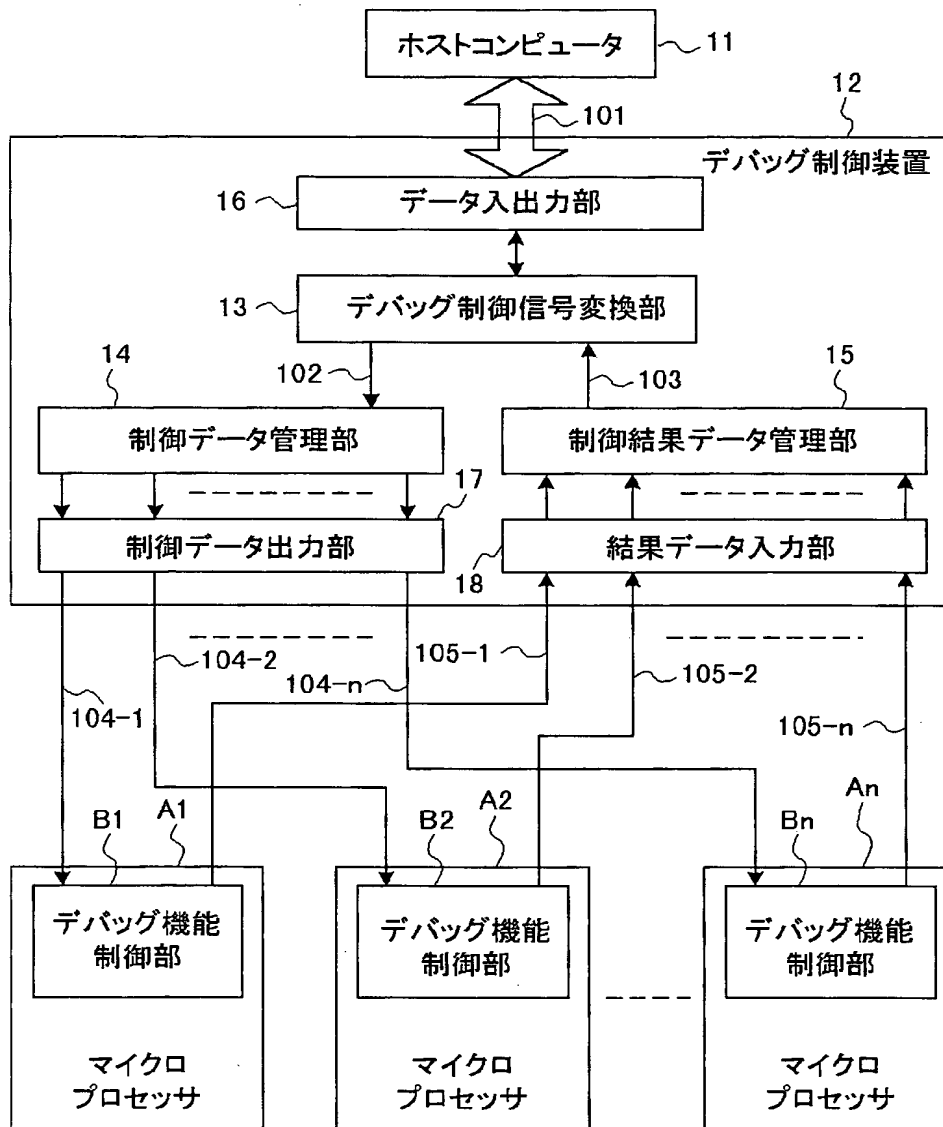 ホストコンピュータ
11
12
101
デバッグ制御装置
16
データ入出力部
13
デバッグ制御信号変換部
14
102
103
15
制御データ管理部
制御結果データ管理部
17
制御データ出力部
18
結果データ入力部
104-1
104-2
104-n
105-1
105-2
105-n
B1
A1
B2
A2
Bn
An
デバッグ機能
制御部
デバッグ機能
制御部
デバッグ機能
制御部
マイクロ
プロセッサ
マイクロ
プロセッサ
マイクロ
プロセッサ